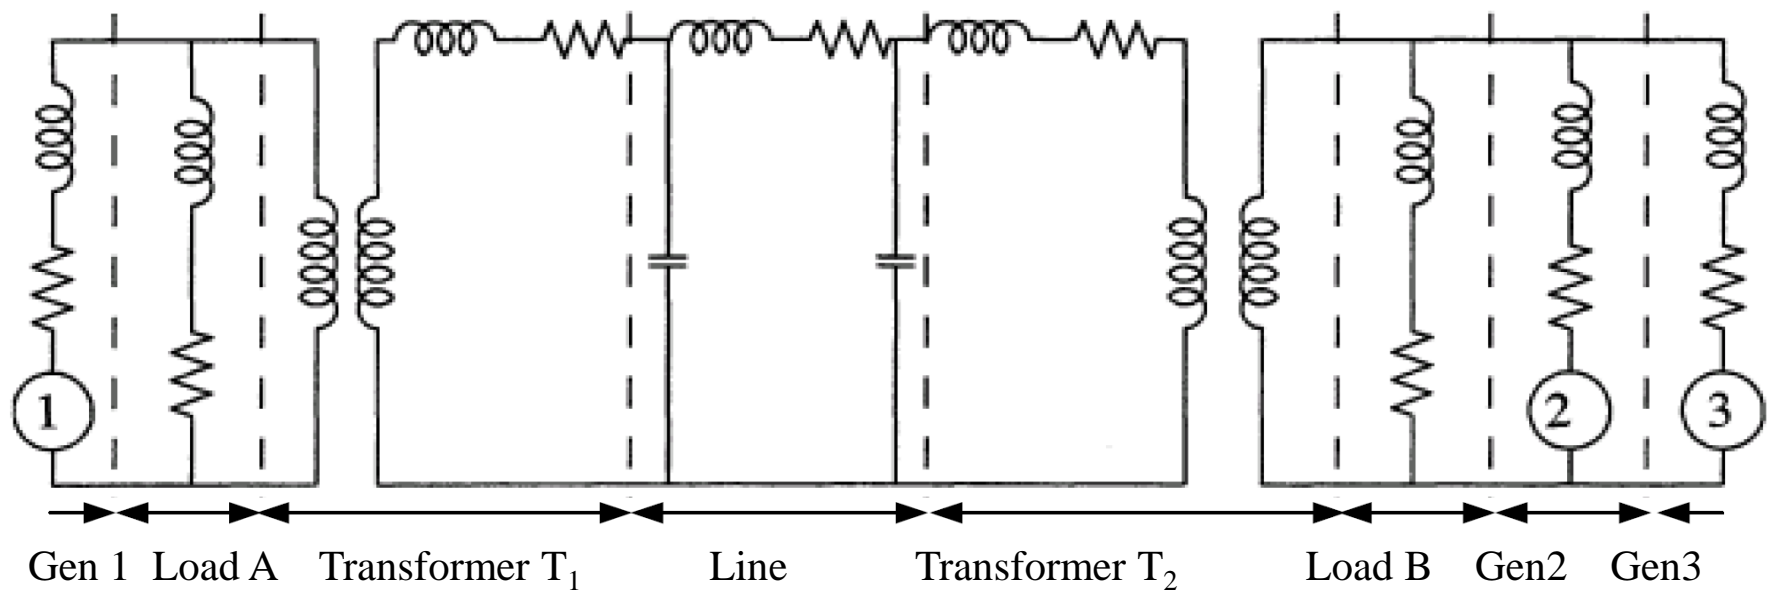 1 2 3
Gen 1 Load A Transformer T₁ Line Transformer T₂ Load B Gen2 Gen3